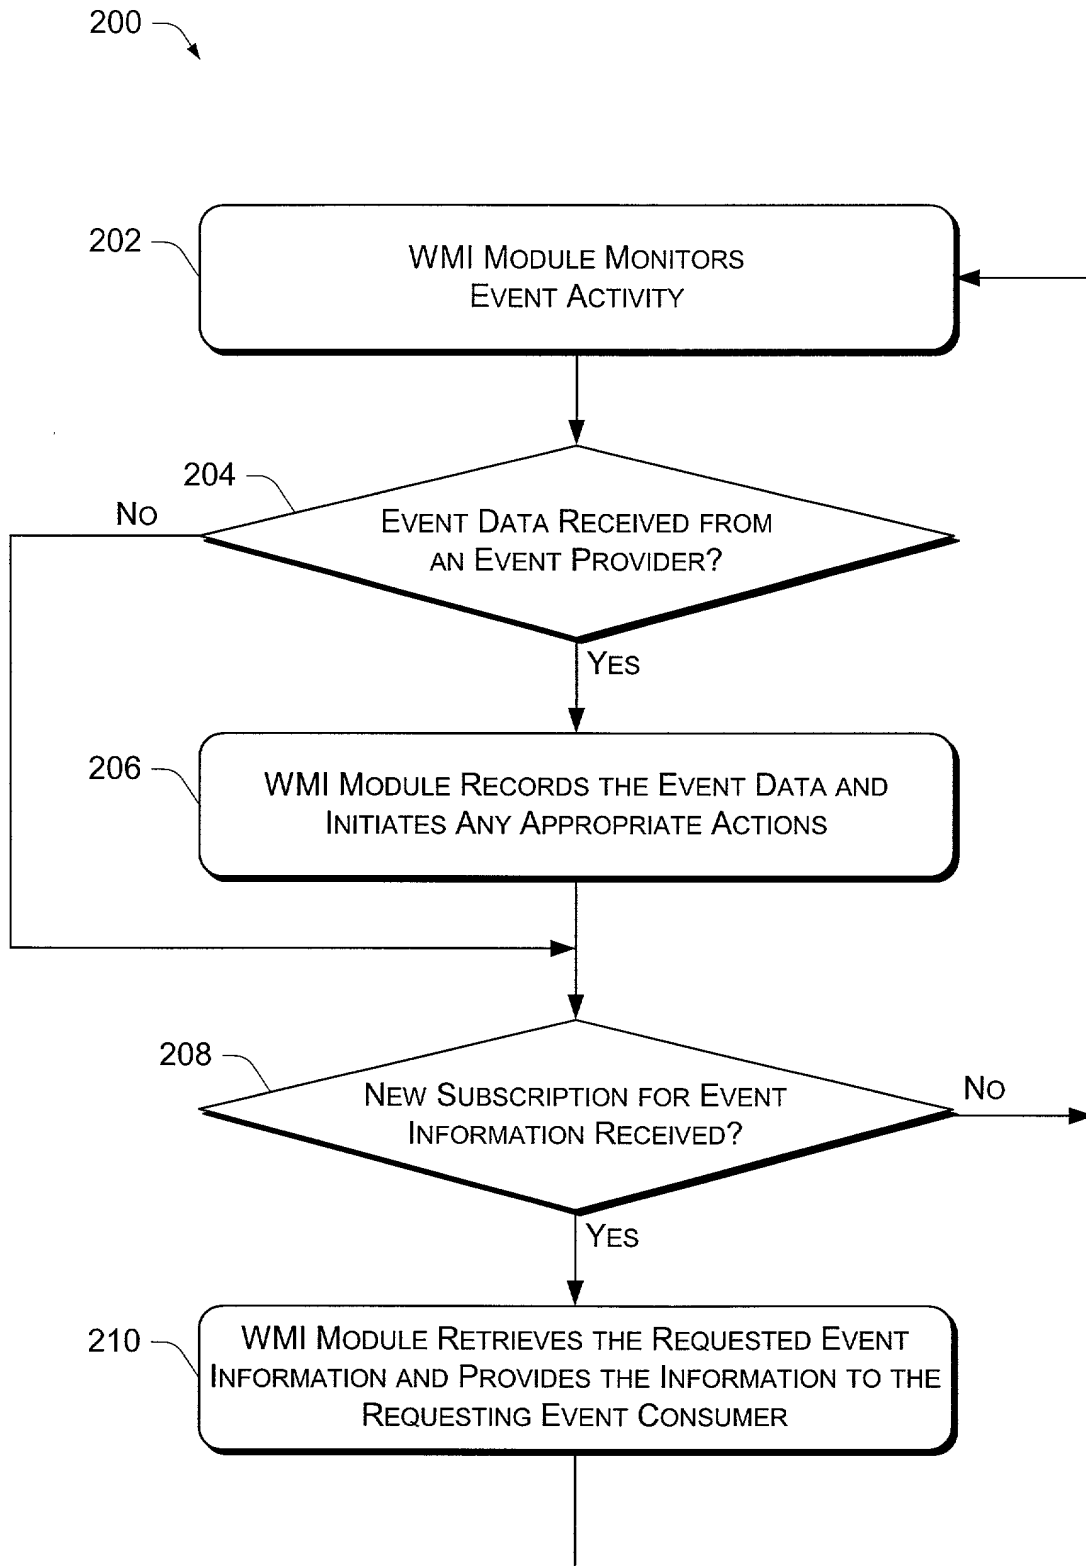 200
202
WMI MODULE MONITORS
EVENT ACTIVITY
204
NO
EVENT DATA RECEIVED FROM
AN EVENT PROVIDER?
YES
206
WMI MODULE RECORDS THE EVENT DATA AND
INITIATES ANY APPROPRIATE ACTIONS
208
NEW SUBSCRIPTION FOR EVENT
INFORMATION RECEIVED?
NO
YES
210
WMI MODULE RETRIEVES THE REQUESTED EVENT
INFORMATION AND PROVIDES THE INFORMATION TO THE
REQUESTING EVENT CONSUMER